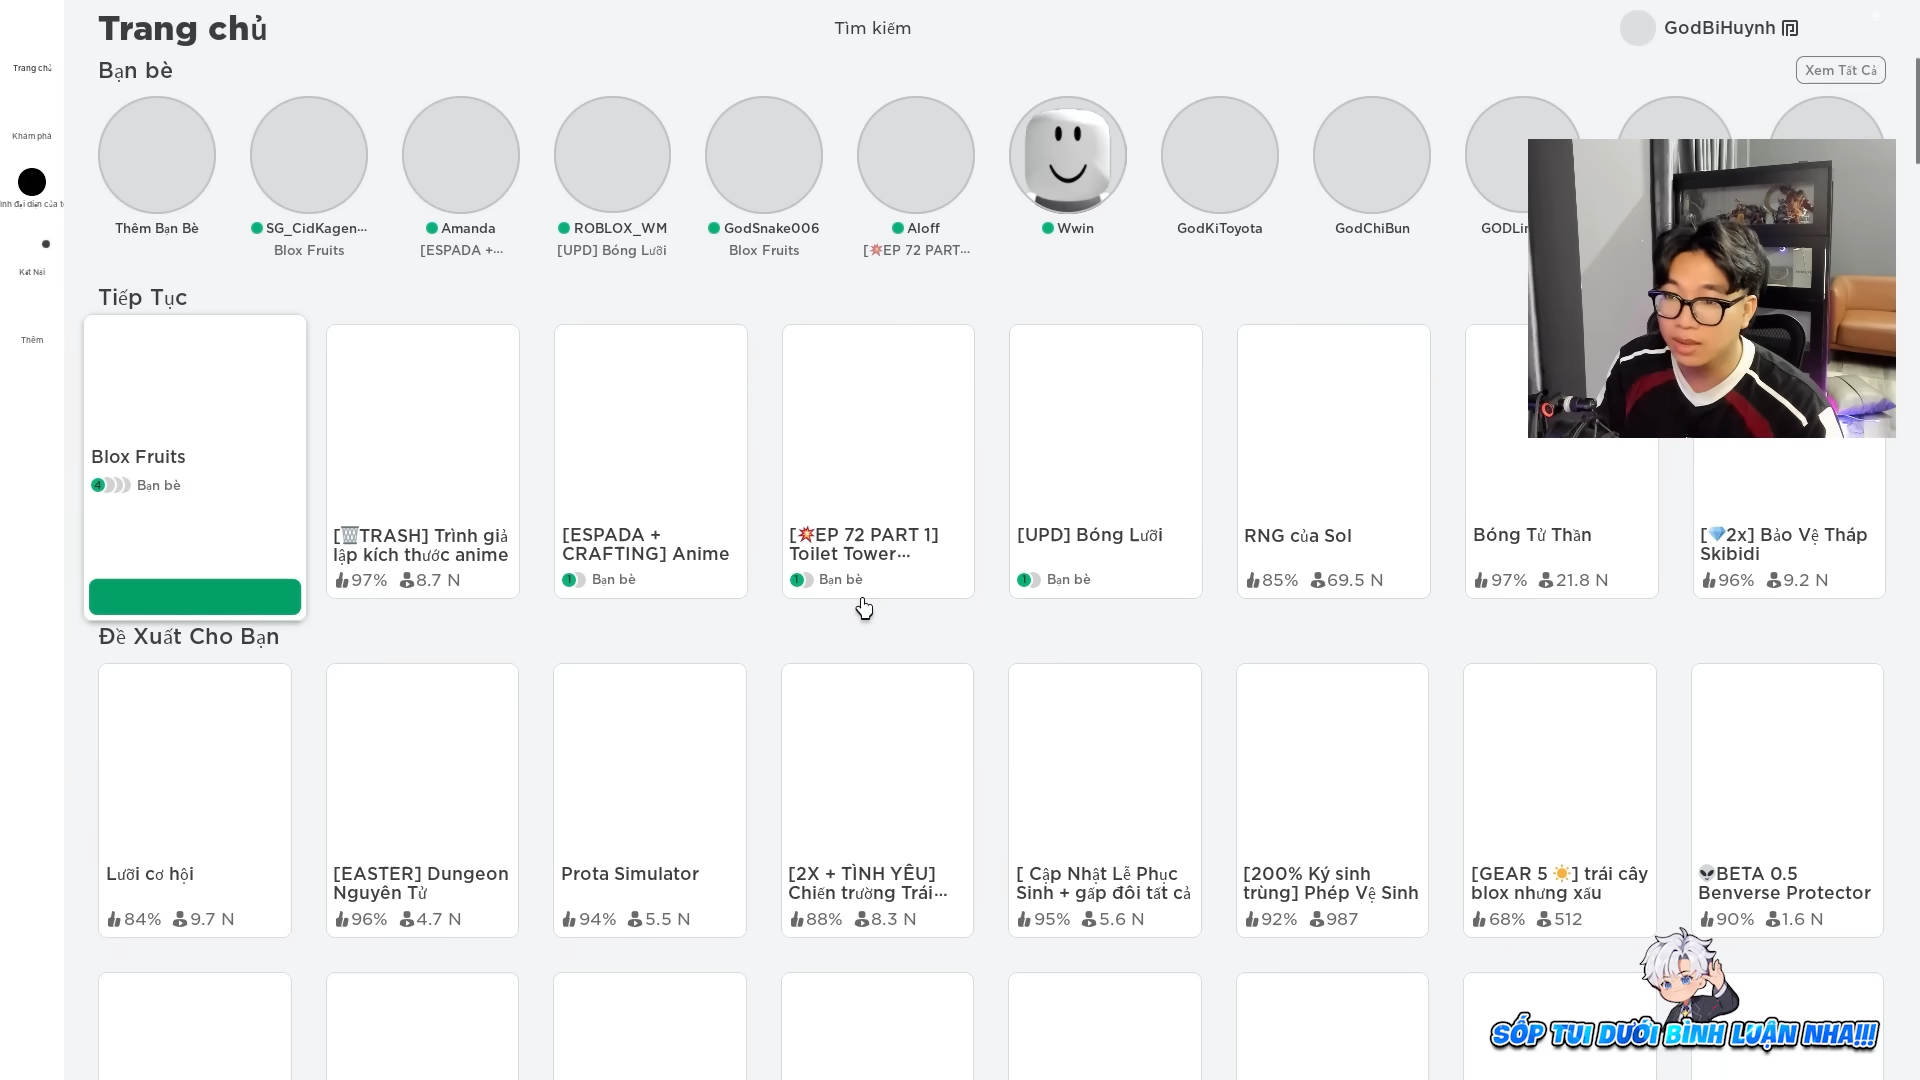 Trang chủ
Tìm kiếm
GodBiHuynh
Trang chủ
Bạn bè
Xem Tất Cả
Khám phá
Kết Nối
Thêm
Thêm Bạn Bè
SG_CidKagen...
Blox Fruits
Amanda
[ESPADA +...
ROBLOX_WM
[UPD] Bóng Lưỡi
GodSnake006
Blox Fruits
Aloff
[💥EP 72 PART...
Wwin
GodKiToyota
GodChiBun
Tiếp Tục
Blox Fruits
4 Bạn bè
[🗑️TRASH] Trình giả
lập kích thước anime
97% 8.7 N
[ESPADA +
CRAFTING] Anime
1 Bạn bè
[💥EP 72 PART 1]
Toilet Tower...
1 Bạn bè
[UPD] Bóng Lưỡi
1 Bạn bè
RNG của Sol
85% 69.5 N
Bóng Tử Thần
97% 21.8 N
[💎2x] Bảo Vệ Tháp
Skibidi
96% 9.2 N
Đề Xuất Cho Bạn
Lưỡi cơ hội
84% 9.7 N
[EASTER] Dungeon
Nguyên Tử
96% 4.7 N
Prota Simulator
94% 5.5 N
[2X + TÌNH YÊU]
Chiến trường Trái...
88% 8.3 N
[ Cập Nhật Lễ Phục
Sinh + gấp đôi tất cả
95% 5.6 N
[200% Ký sinh
trùng] Phép Vệ Sinh
92% 987
[GEAR 5 ☀️] trái cây
blox nhưng xấu
68% 512
👽BETA 0.5
Benverse Protector
90% 1.6 N
SỐP TUI DƯỚI BÌNH LUẬN NHA!!!